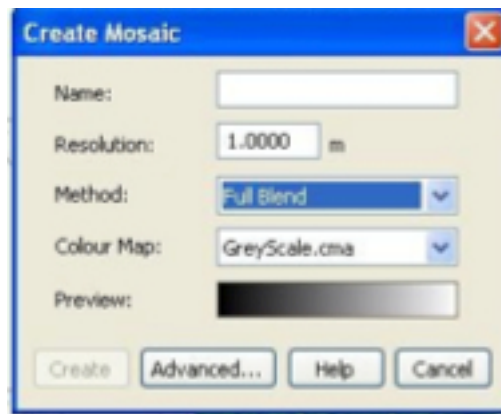 Create Mosaic
Name:
Resolution: 1.0000 m
Method: Full Blend
Colour Map: GreyScale.cma
Preview:
Create Advanced... Help Cancel